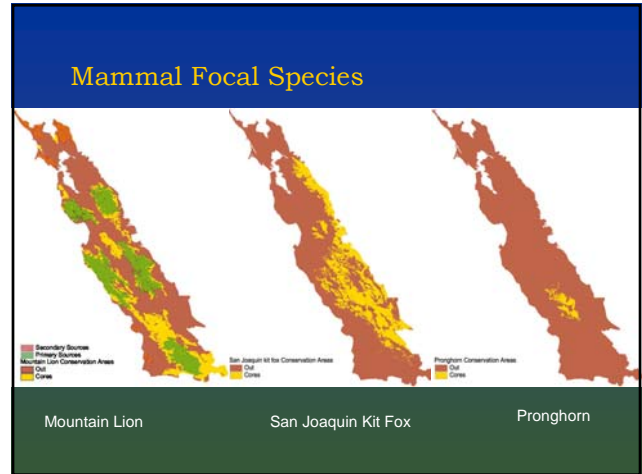 Mammal Focal Species
Secondary Sources
Primary Sources
Mountain Lion Conservation Areas
Out
Cores
San Joaquin kit fox Conservation Areas
Out
Cores
Pronghorn Conservation Areas
Out
Cores
Mountain Lion
San Joaquin Kit Fox
Pronghorn